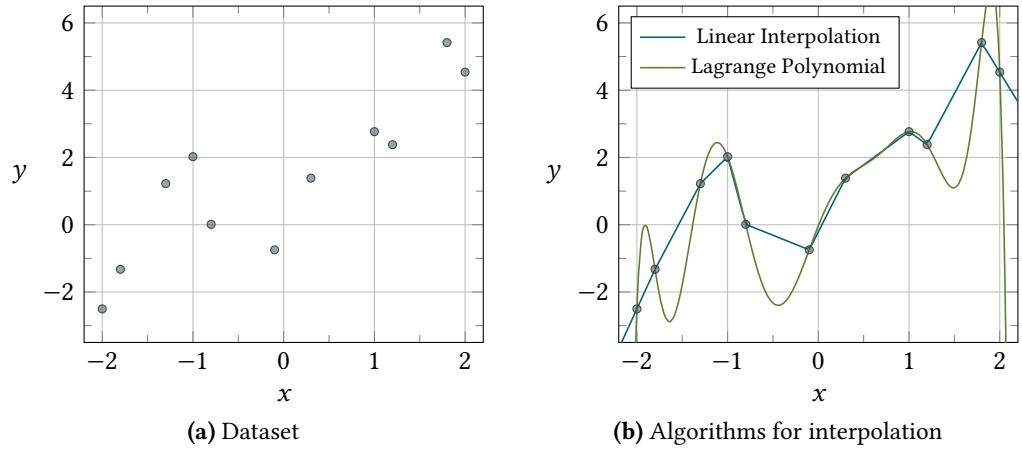 6
4
2
0
−2
y
−2 −1 0 1 2
x
(a) Dataset
Linear Interpolation
Lagrange Polynomial
6
4
2
0
−2
y
−2 −1 0 1 2
x
(b) Algorithms for interpolation